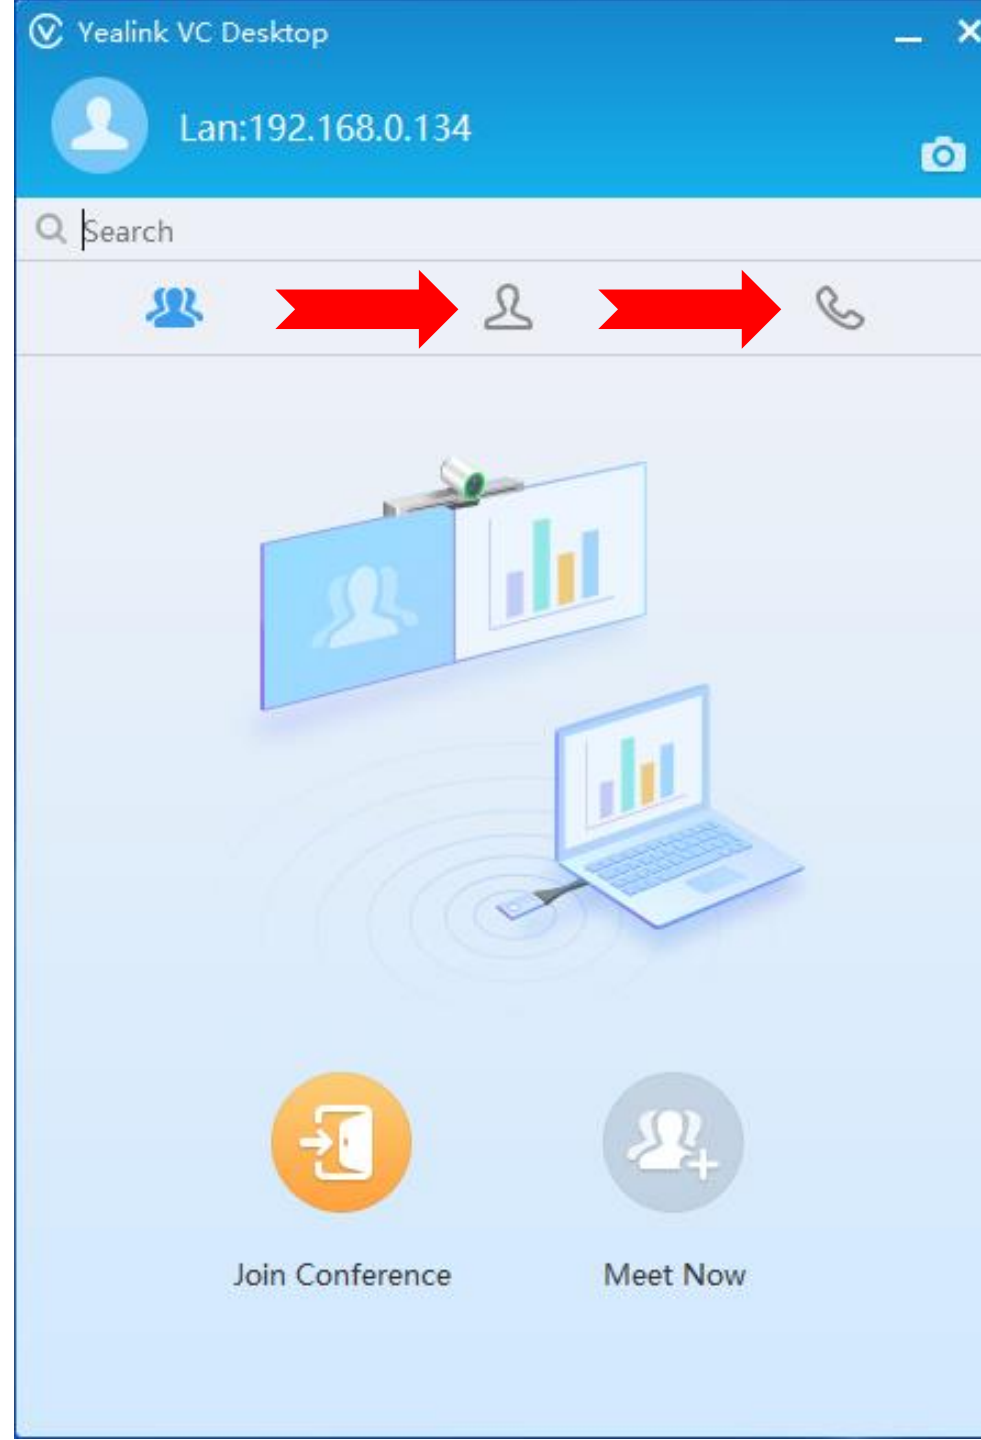 Yealink VC Desktop
Lan:192.168.0.134
Search
Join Conference
Meet Now